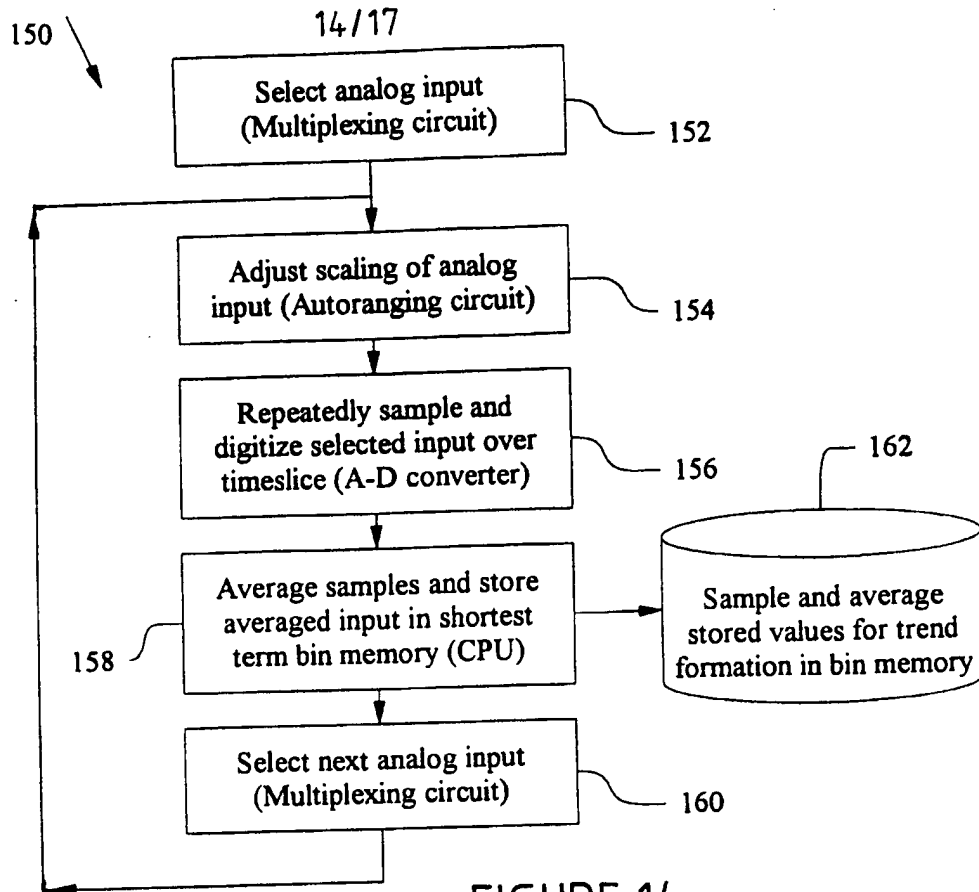 150
14/17
Select analog input
(Multiplexing circuit)
152
Adjust scaling of analog
input (Autoranging circuit)
154
Repeatedly sample and
digitize selected input over
timeslice (A-D converter)
156
162
Average samples and store
averaged input in shortest
term bin memory (CPU)
158
Sample and average
stored values for trend
formation in bin memory
Select next analog input
(Multiplexing circuit)
160
FIGURE 14